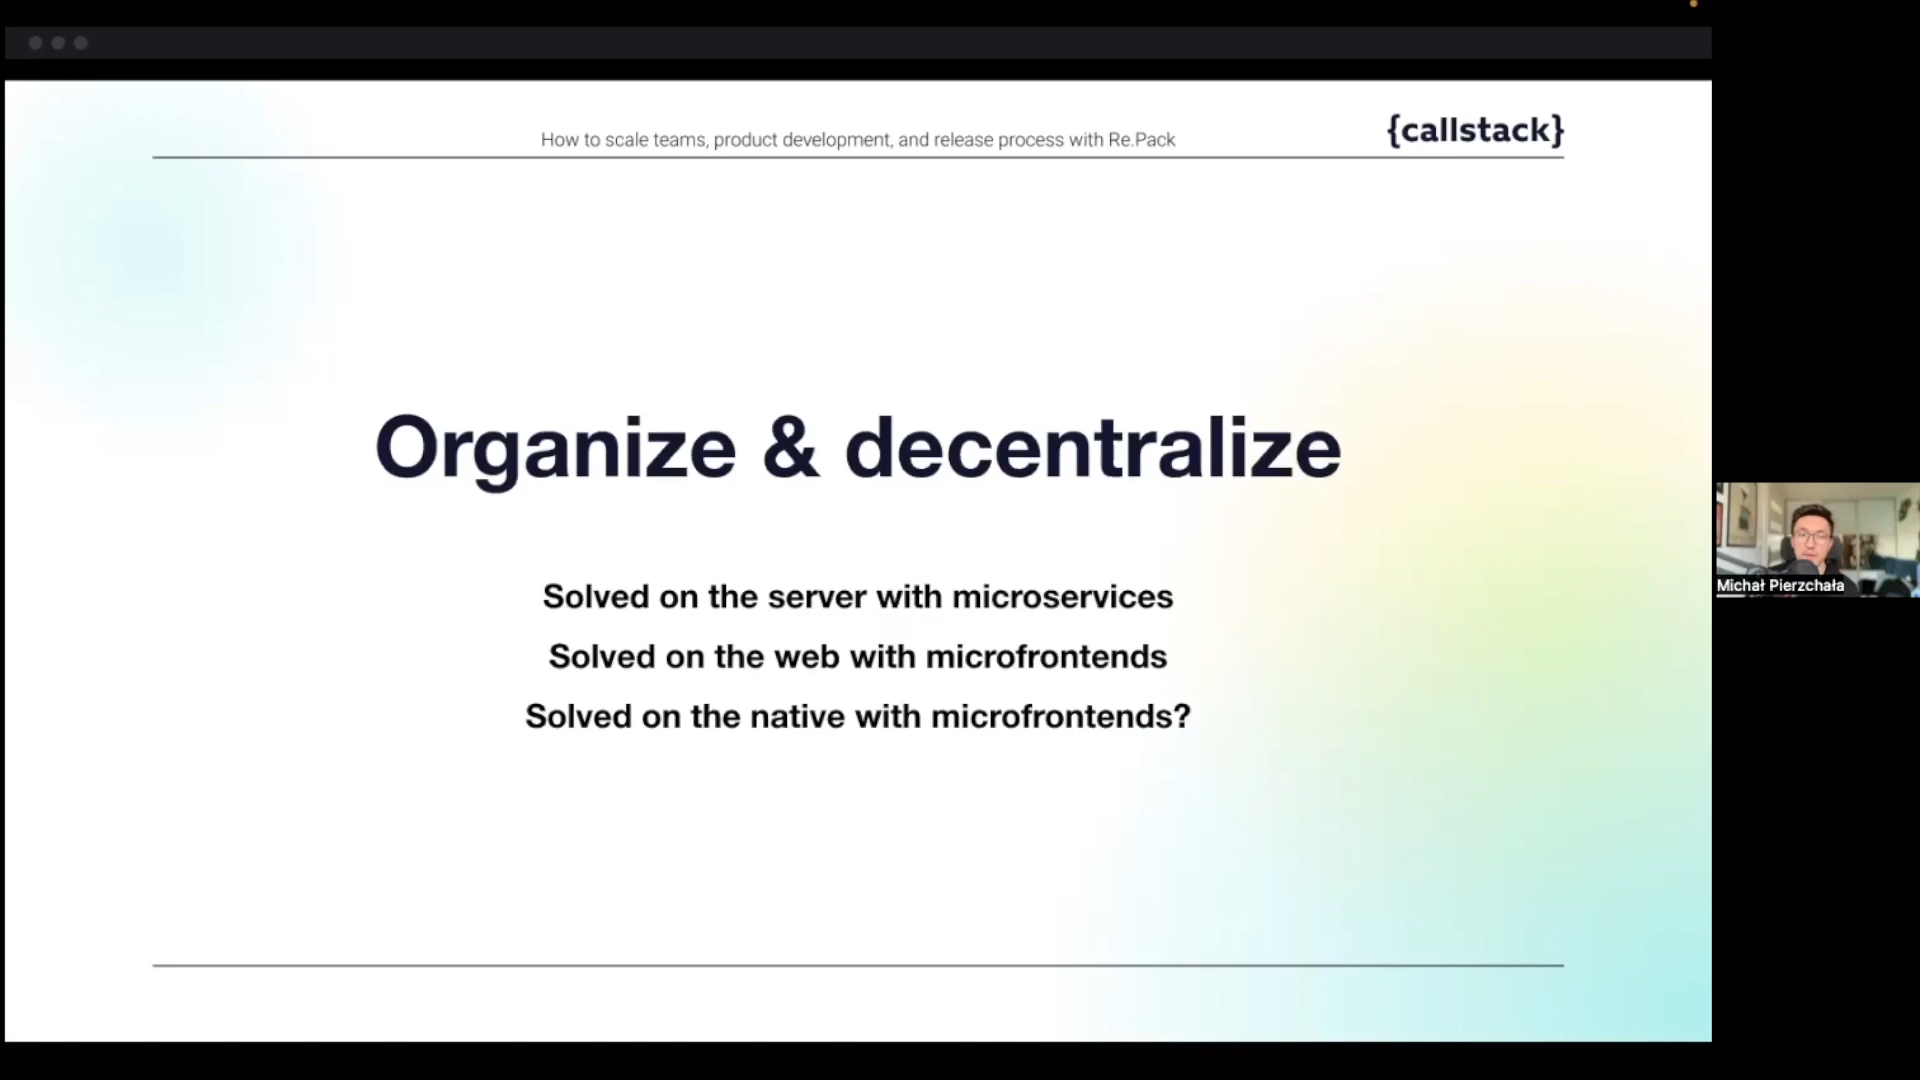 How to scale teams, product development, and release process with Re.Pack
{callstack}
Organize & decentralize
Solved on the server with microservices
Solved on the web with microfrontends
Solved on the native with microfrontends?
Michał Pierzchała